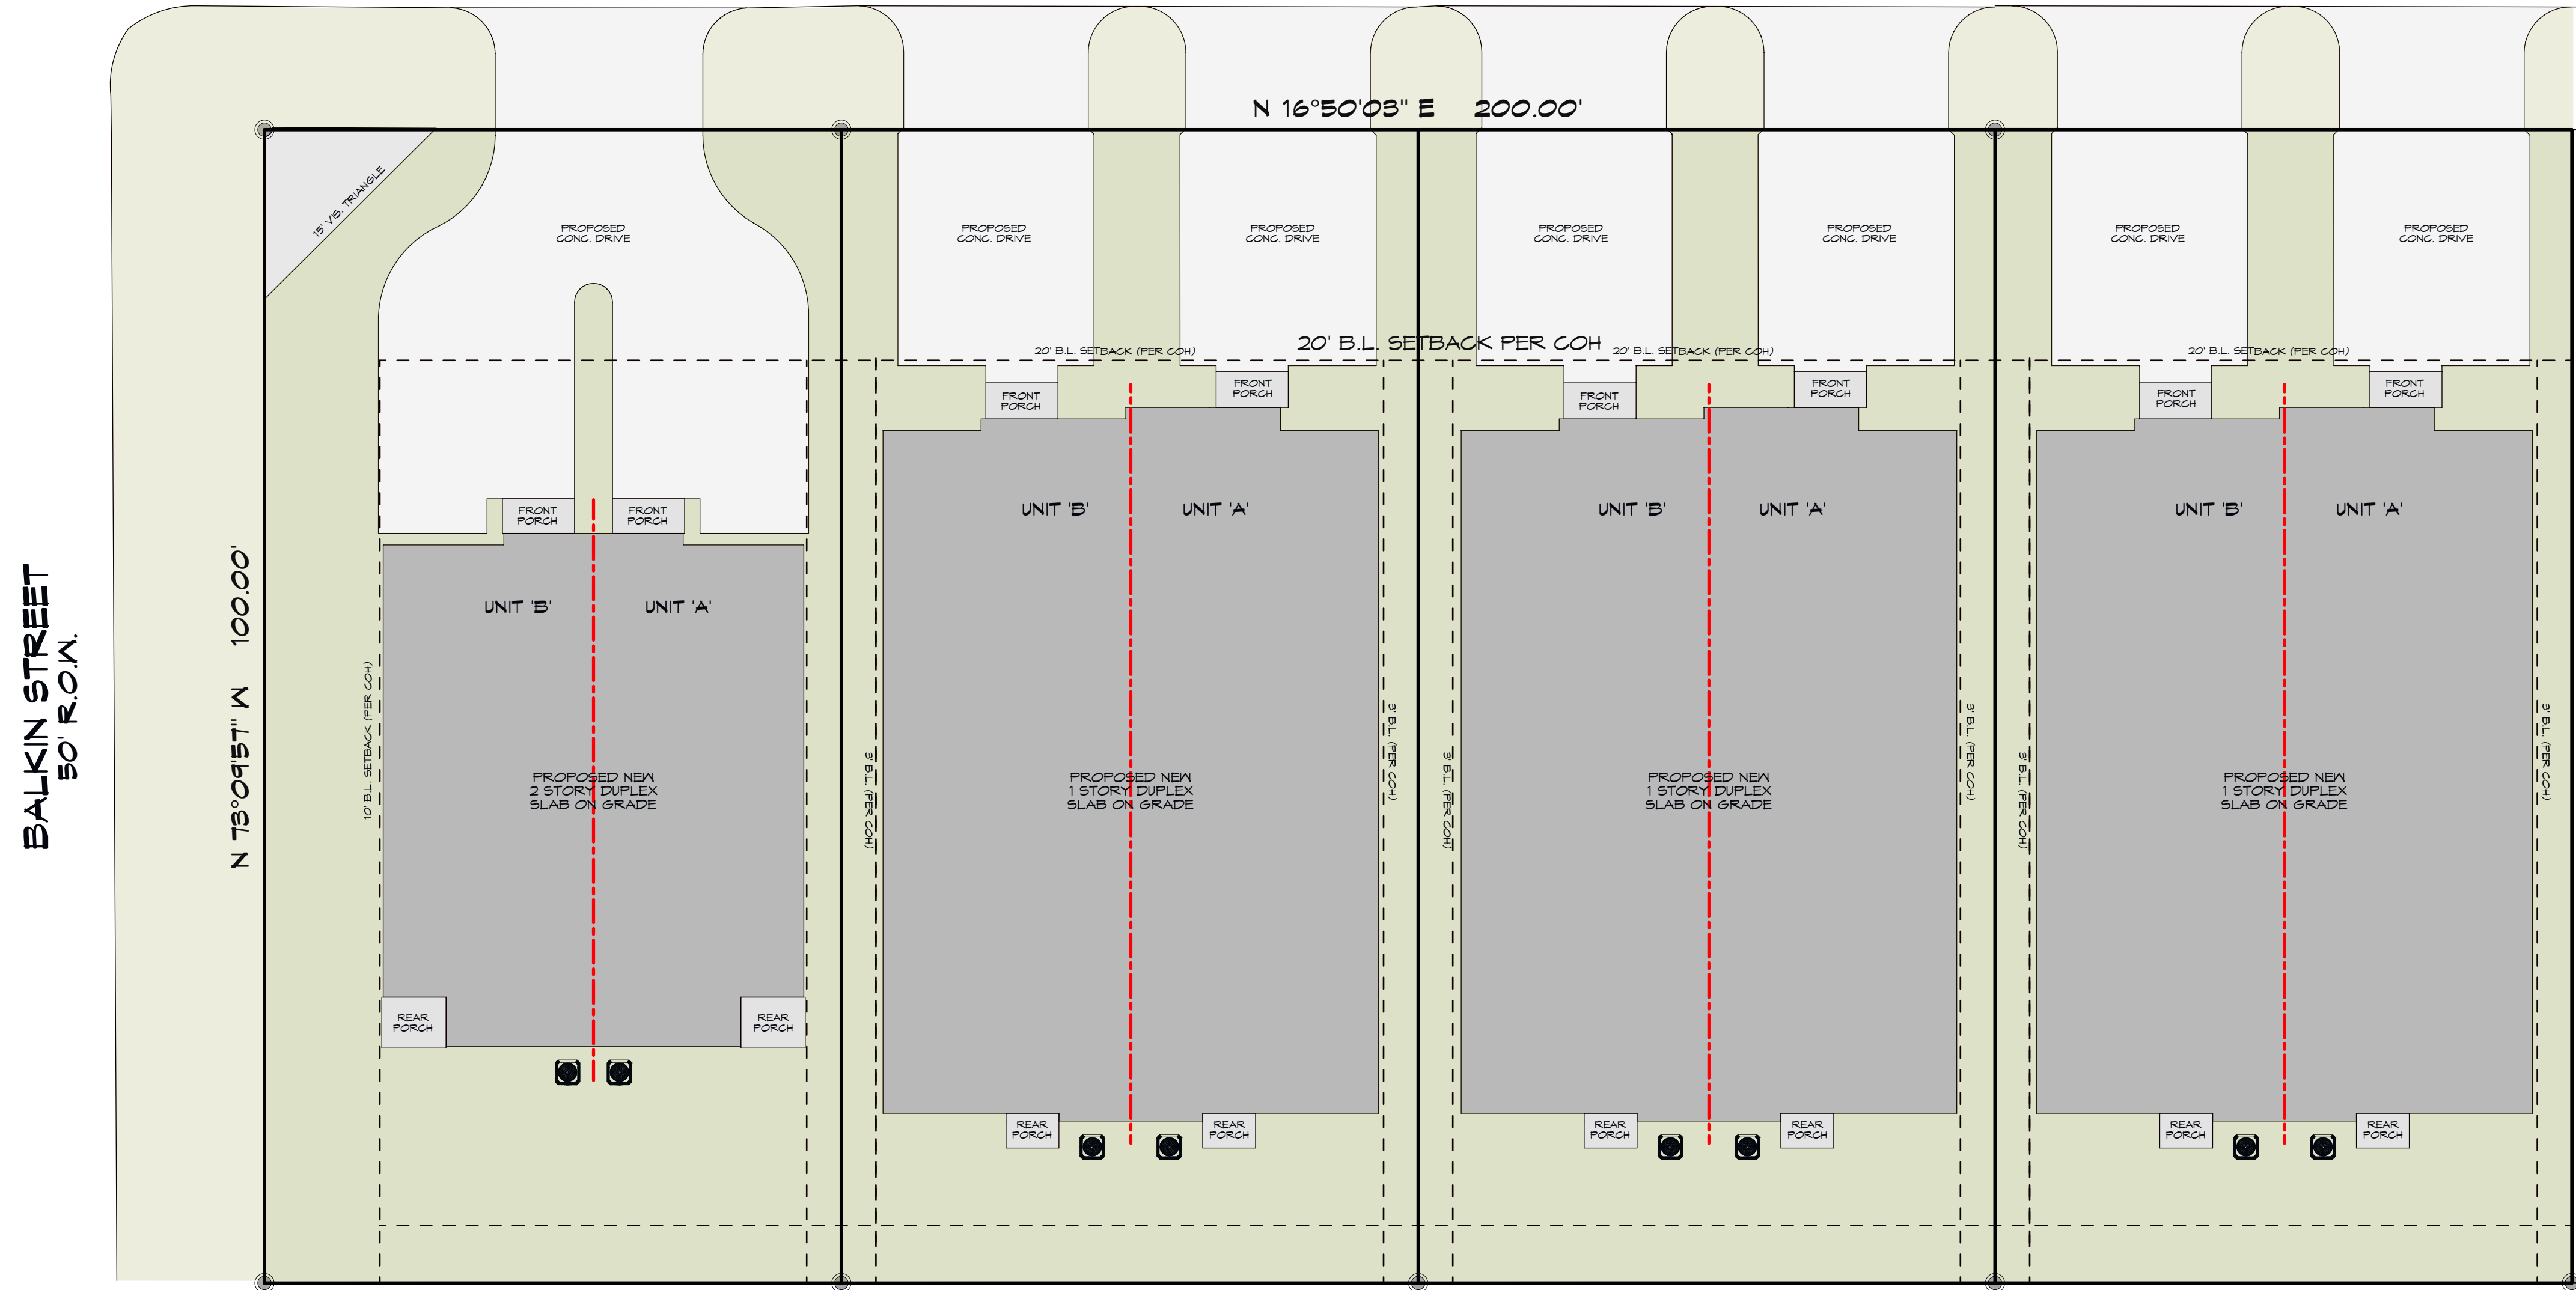 N 16°50'03" E 200.00'
15' VIS. TRIANGLE
PROPOSED
CONC. DRIVE
PROPOSED
CONC. DRIVE
PROPOSED
CONC. DRIVE
PROPOSED
CONC. DRIVE
PROPOSED
CONC. DRIVE
PROPOSED
CONC. DRIVE
PROPOSED
CONC. DRIVE
20' B.L. SETBACK PER COH
20' B.L. SETBACK (PER COH)
20' B.L. SETBACK (PER COH)
20' B.L. SETBACK (PER COH)
FRONT
PORCH
FRONT
PORCH
FRONT
PORCH
FRONT
PORCH
FRONT
PORCH
FRONT
PORCH
FRONT
PORCH
FRONT
PORCH
UNIT 'B'
UNIT 'A'
UNIT 'B'
UNIT 'A'
UNIT 'B'
UNIT 'A'
UNIT 'B'
UNIT 'A'
BALKIN STREET
50' R.O.W.
N 73°09'57" W 100.00'
10' B.L. SETBACK (PER COH)
3' B.L. (PER COH)
3' B.L. (PER COH)
3' B.L. (PER COH)
3' B.L. (PER COH)
3' B.L. (PER COH)
3' B.L. (PER COH)
PROPOSED NEW
2 STORY DUPLEX
SLAB ON GRADE
PROPOSED NEW
1 STORY DUPLEX
SLAB ON GRADE
PROPOSED NEW
1 STORY DUPLEX
SLAB ON GRADE
PROPOSED NEW
1 STORY DUPLEX
SLAB ON GRADE
REAR
PORCH
REAR
PORCH
REAR
PORCH
REAR
PORCH
REAR
PORCH
REAR
PORCH
REAR
PORCH
REAR
PORCH